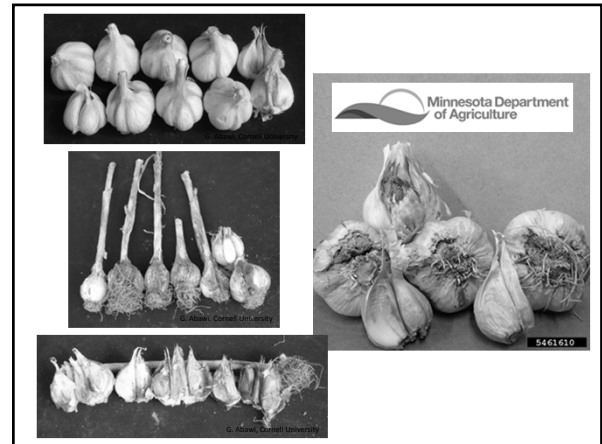 G. Abawi, Cornell University
Minnesota Department
of Agriculture
G. Abawi, Cornell University
5461610
G. Abawi, Cornell University